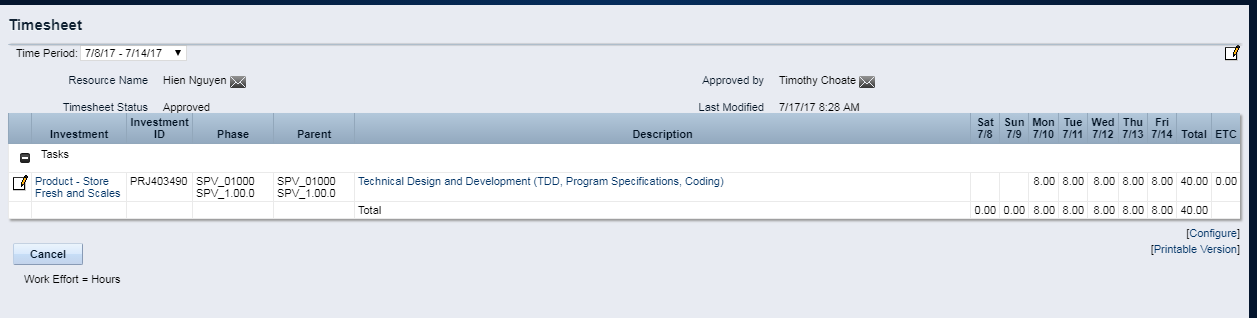 Timesheet
Time Period: 7/8/17 - 7/14/17
Resource Name Hien Nguyen Approved by Timothy Choate
Timesheet Status Approved Last Modified 7/17/17 8:28 AM
Investment Investment ID Phase Parent Description Sat 7/8 Sun 7/9 Mon 7/10 Tue 7/11 Wed 7/12 Thu 7/13 Fri 7/14 Total ETC
Tasks
Product - Store PRJ403490 SPV_01000 SPV_01000 Technical Design and Development (TDD, Program Specifications, Coding) 8.00 8.00 8.00 8.00 8.00 40.00 0.00
Fresh and Scales SPV_1.00.0 SPV_1.00.0
Total 0.00 0.00 8.00 8.00 8.00 8.00 8.00 40.00
[Configure]
Cancel [Printable Version]
Work Effort = Hours